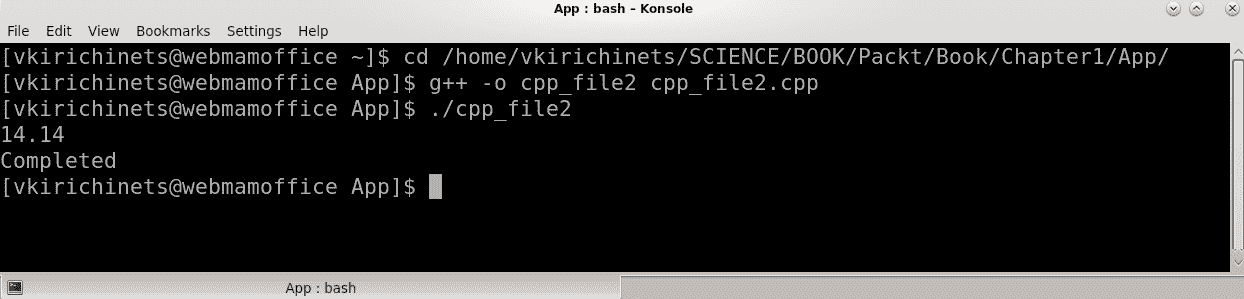 App : bash – Konsole
File Edit View Bookmarks Settings Help
[vkirichinets@webmamoffice ~]$ cd /home/vkirichinets/SCIENCE/BOOK/Packt/Book/Chapter1/App/
[vkirichinets@webmamoffice App]$ g++ -o cpp_file2 cpp_file2.cpp
[vkirichinets@webmamoffice App]$ ./cpp_file2
14.14
Completed
[vkirichinets@webmamoffice App]$
App : bash